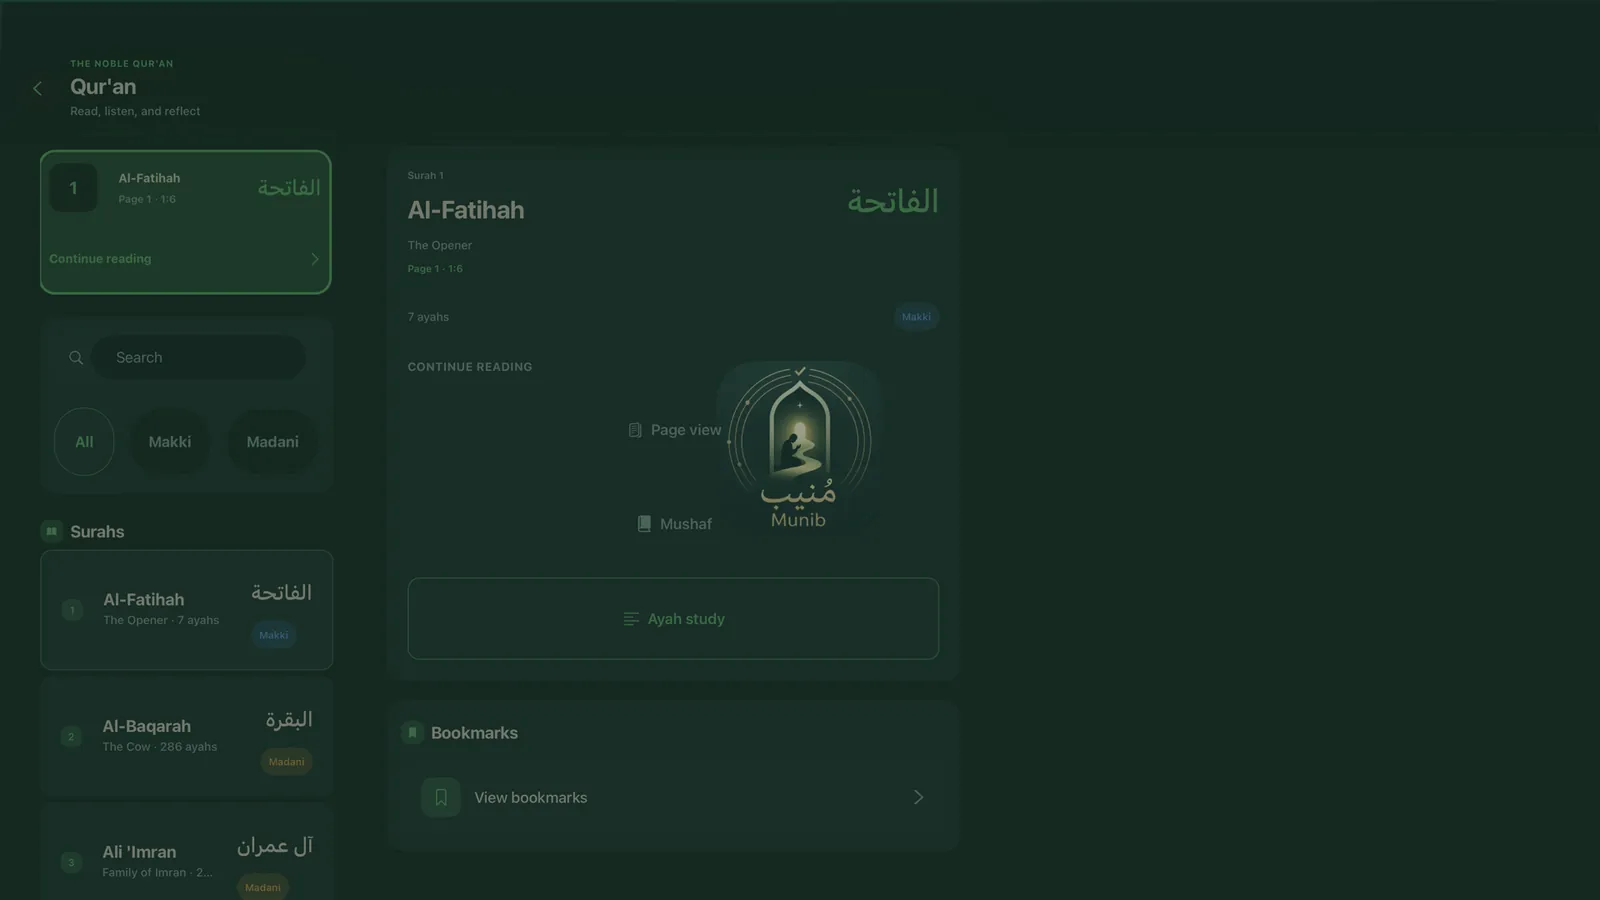 THE NOBLE QUR'AN
Qur'an
Read, listen, and reflect
1
Al-Fatihah
الفاتحة
Page 1 · 1:6
Continue reading
Search
All
Makki
Madani
Surahs
1
Al-Fatihah
الفاتحة
The Opener · 7 ayahs
Makki
2
Al-Baqarah
البقرة
The Cow · 286 ayahs
Madani
3
Ali 'Imran
آل عمران
Family of Imran · 2...
Madani
Surah 1
Al-Fatihah
الفاتحة
The Opener
Page 1 · 1:6
7 ayahs
Makki
CONTINUE READING
Page view
مُنيب
Munib
Mushaf
Ayah study
Bookmarks
View bookmarks